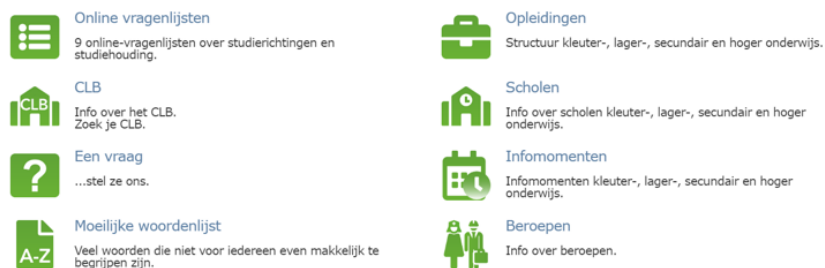 Online vragenlijsten
9 online-vragenlijsten over studierichtingen en
studiehouding.
CLB
CLB
Info over het CLB.
Zoek je CLB.
?
Een vraag
...stel ze ons.
A-Z
Moeilijke woordenlijst
Veel woorden die niet voor iedereen even makkelijk te
begrijpen zijn.
Opleidingen
Structuur kleuter-, lager-, secundair en hoger onderwijs.
Scholen
Info over scholen kleuter-, lager-, secundair en hoger
onderwijs.
Infomomenten
Infomomenten kleuter-, lager-, secundair en hoger
onderwijs.
Beroepen
Info over beroepen.